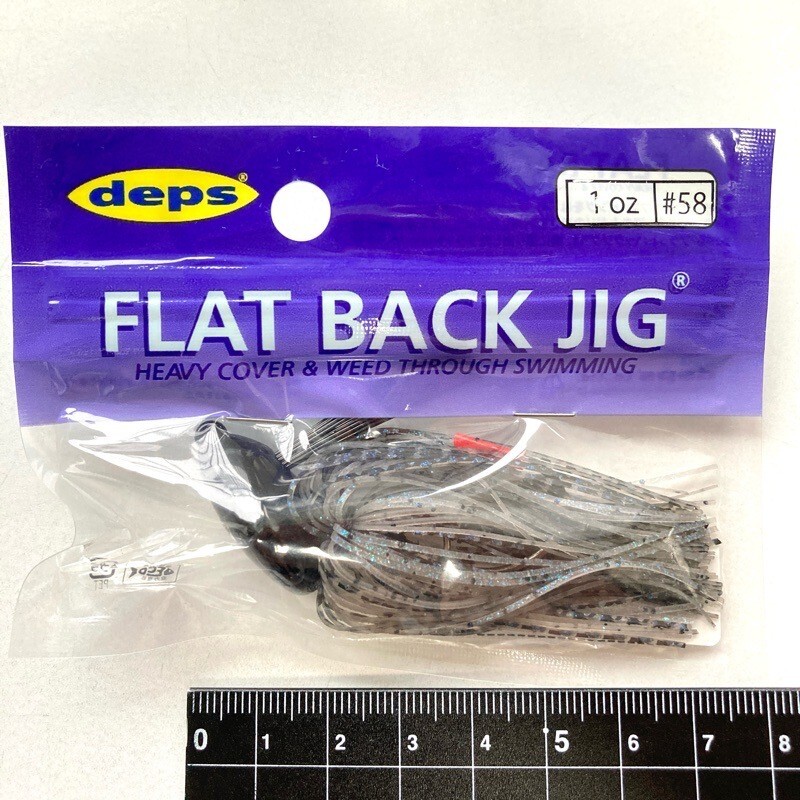 deps®
1 oz #58
FLAT BACK JIG®
HEAVY COVER & WEED THROUGH SWIMMING
0 1 2 3 4 5 6 7 8